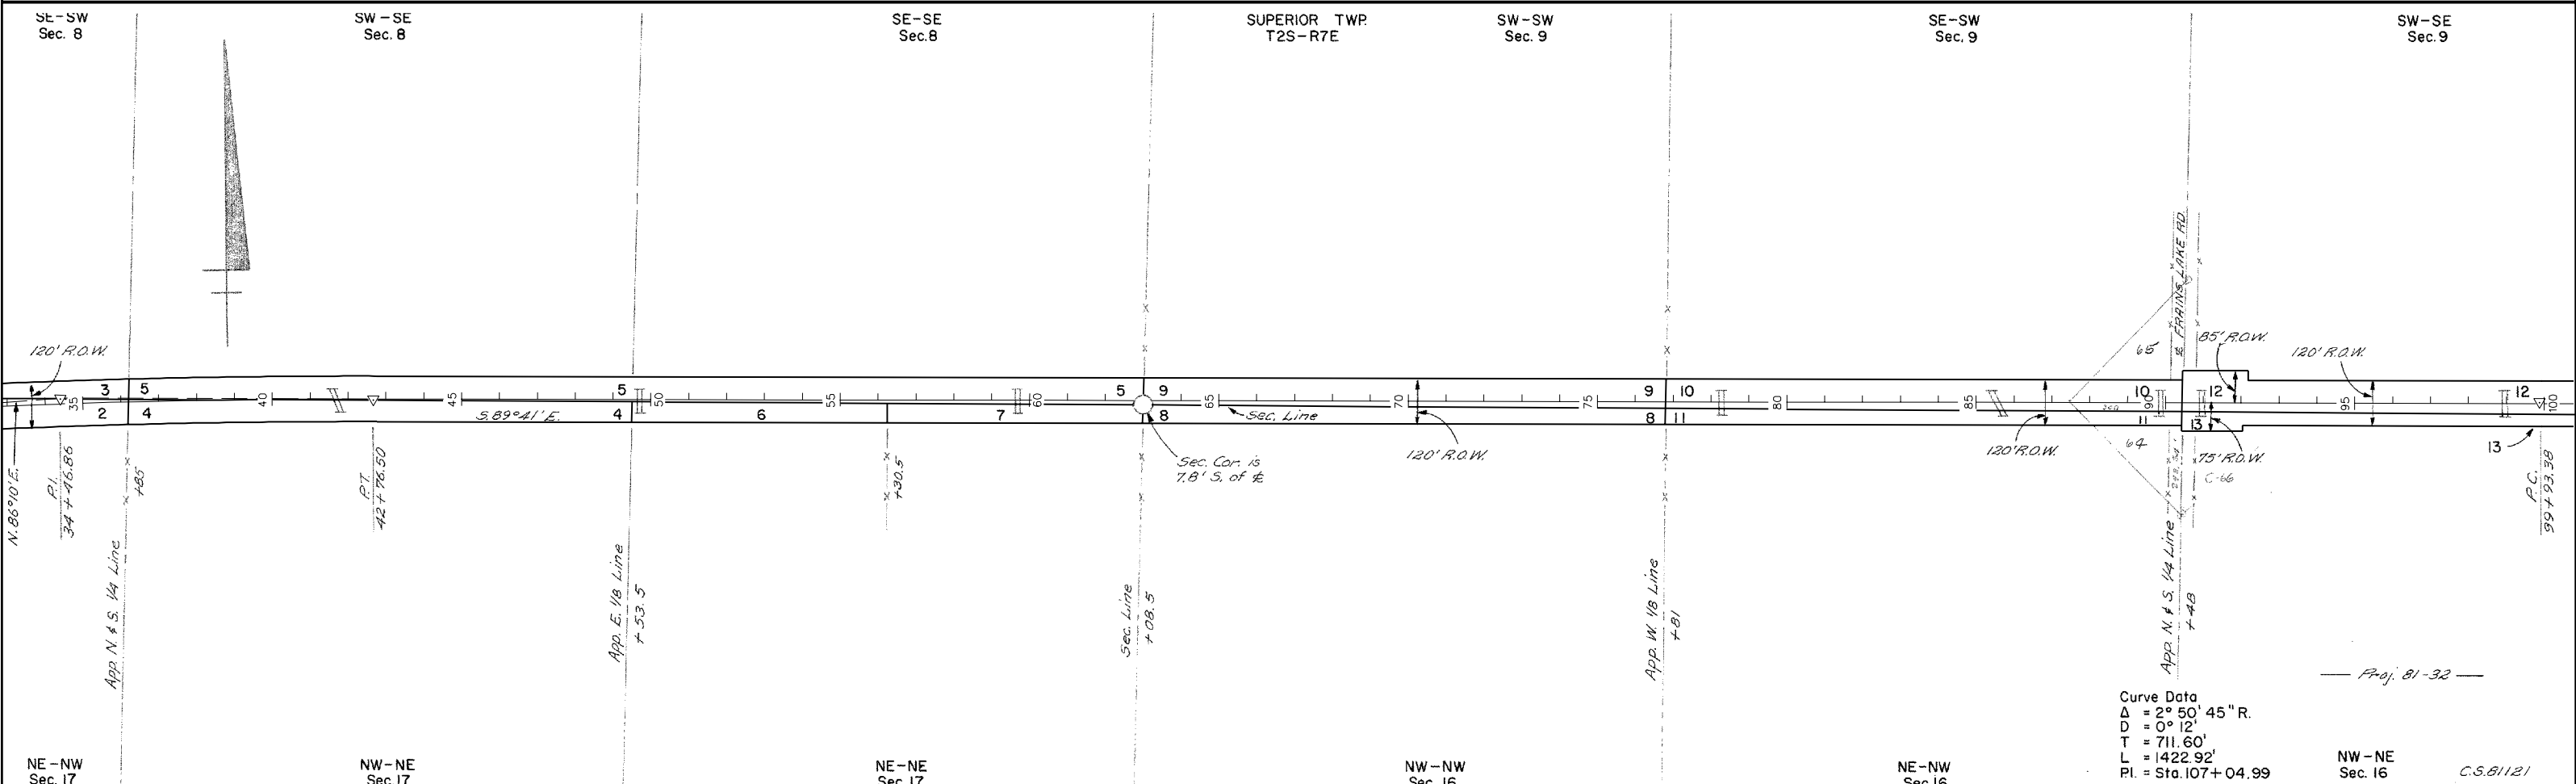 SE-SW
Sec. 8
SW-SE
Sec. 8
SE-SE
Sec. 8
SUPERIOR TWP.
T2S-R7E
SW-SW
Sec. 9
SE-SW
Sec. 9
SW-SE
Sec. 9
120' R.O.W.
℄ FRAINS LAKE RD.
65
85' R.O.W.
120' R.O.W.
3
5
5
5
9
9
10
10
12
12
35
40
45
50
55
60
65
70
75
80
85
90
95
100
2
4
S.89°41'E.
4
6
7
8
Sec. Line
8
11
11
13
13
N.86°10'E.
P.I.
34+46.86
+85
P.T.
42+76.50
+30.5
Sec. Cor. is
7.8' S. of ℄
120' R.O.W.
120' R.O.W.
64
75' R.O.W.
C-66
P.C.
99+93.38
App. N. & S. 1/4 Line
App. E. 1/8 Line
+53.5
Sec. Line
+08.5
App. W. 1/8 Line
+81
App. N. & S. 1/4 Line
+48
Proj. 81-32
Curve Data
Δ = 2° 50' 45" R.
D = 0° 12'
T = 711.60'
L = 1422.92'
P.I. = Sta. 107+04.99
NE-NW
Sec. 17
NW-NE
Sec. 17
NE-NE
Sec. 17
NW-NW
Sec. 16
NE-NW
Sec. 16
NW-NE
Sec. 16
C.S. 81121